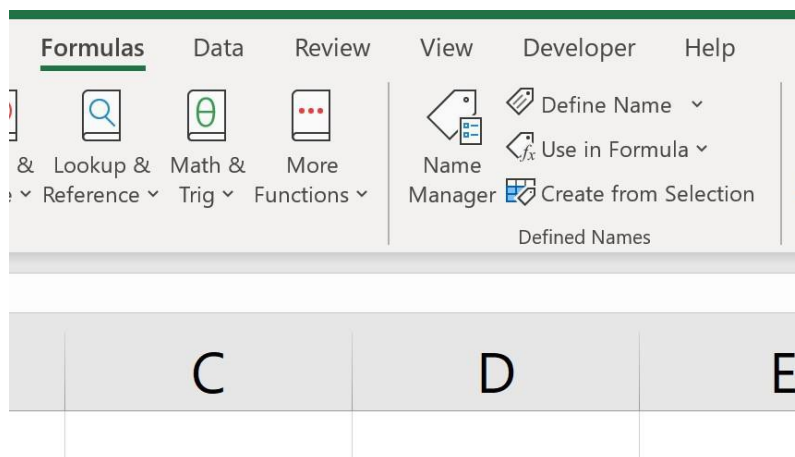 Formulas Data Review View Developer Help
& Lookup & Math & More
Reference Trig Functions
Name
Manager
Define Name
fx Use in Formula
Create from Selection
Defined Names
C D E